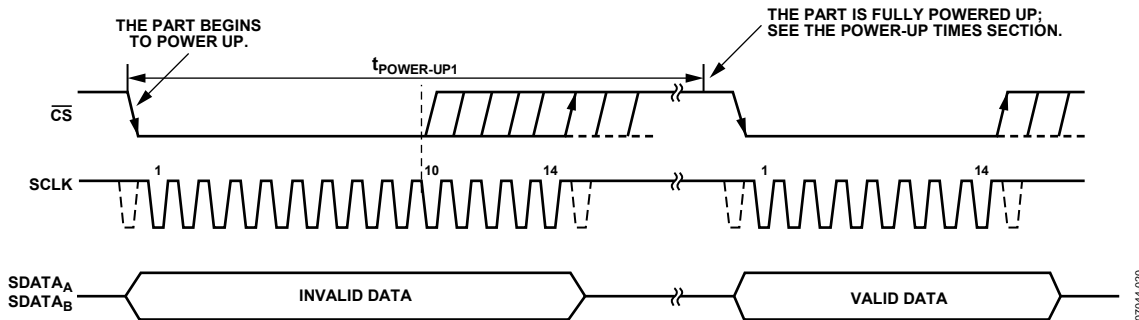 THE PART BEGINS
TO POWER UP.
THE PART IS FULLY POWERED UP;
SEE THE POWER-UP TIMES SECTION.
tPOWER-UP1
CS
SCLK
1
10
14
1
14
SDATAA
SDATAB
INVALID DATA
VALID DATA